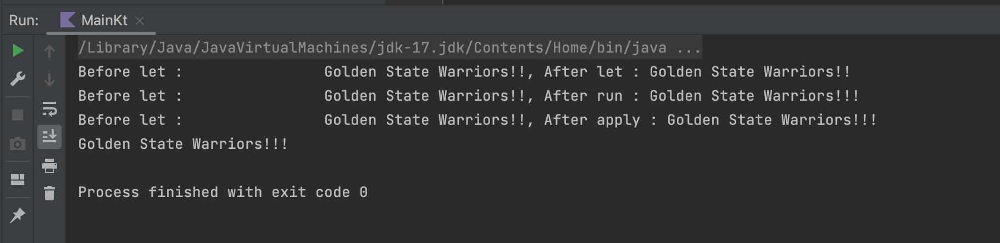 Run: MainKt
/Library/Java/JavaVirtualMachines/jdk-17.jdk/Contents/Home/bin/java ...
Before let :                Golden State Warriors!!, After let : Golden State Warriors!!
Before let :                Golden State Warriors!!, After run : Golden State Warriors!!!
Before let :                Golden State Warriors!!, After apply : Golden State Warriors!!!
Golden State Warriors!!!
Process finished with exit code 0